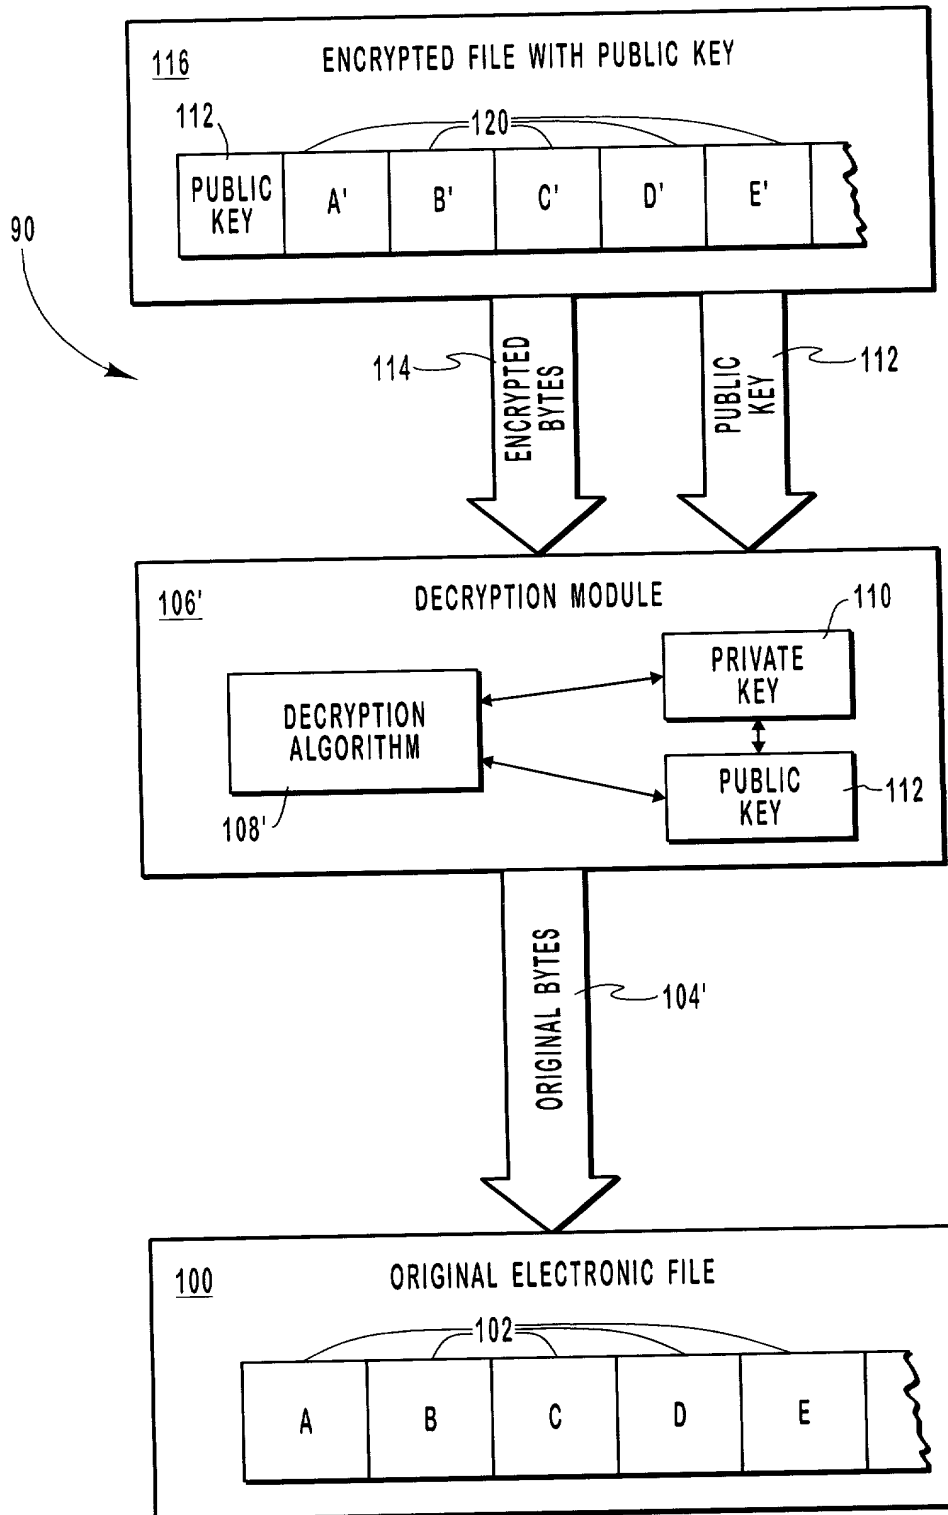 116
ENCRYPTED FILE WITH PUBLIC KEY
112
120
PUBLIC
KEY
A'
B'
C'
D'
E'
90
114
ENCRYPTED
BYTES
PUBLIC
KEY
112
106'
DECRYPTION MODULE
110
PRIVATE
KEY
DECRYPTION
ALGORITHM
PUBLIC
KEY
112
108'
ORIGINAL BYTES
104'
100
ORIGINAL ELECTRONIC FILE
102
A
B
C
D
E